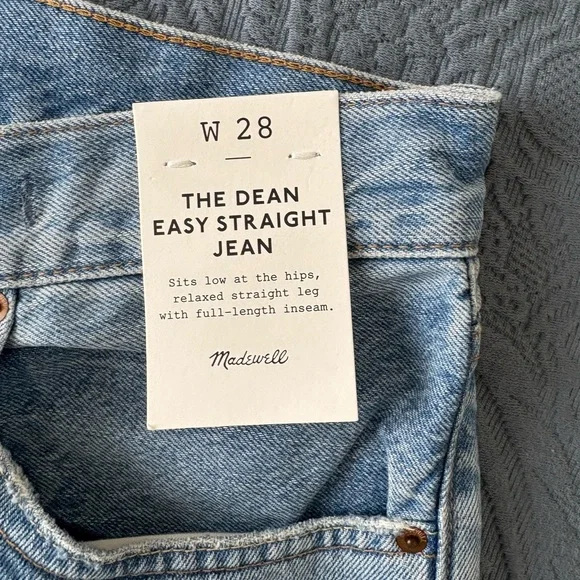 W 28
THE DEAN
EASY STRAIGHT
JEAN
Sits low at the hips,
relaxed straight leg
with full-length inseam.
Madewell